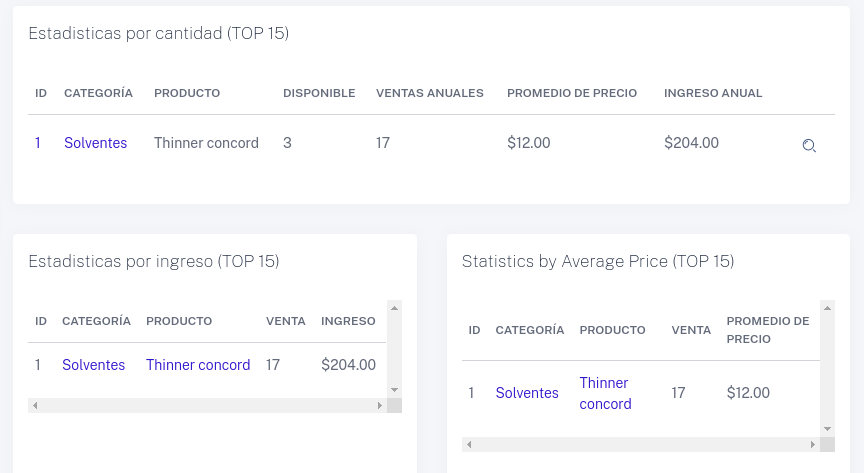 Estadisticas por cantidad (TOP 15)
ID CATEGORÍA PRODUCTO DISPONIBLE VENTAS ANUALES PROMEDIO DE PRECIO INGRESO ANUAL
1 Solventes Thinner concord 3 17 $12.00 $204.00
Estadisticas por ingreso (TOP 15)
ID CATEGORÍA PRODUCTO VENTA INGRESO
1 Solventes Thinner concord 17 $204.00
Statistics by Average Price (TOP 15)
ID CATEGORÍA PRODUCTO VENTA PROMEDIO DE
PRECIO
1 Solventes Thinner
concord 17 $12.00